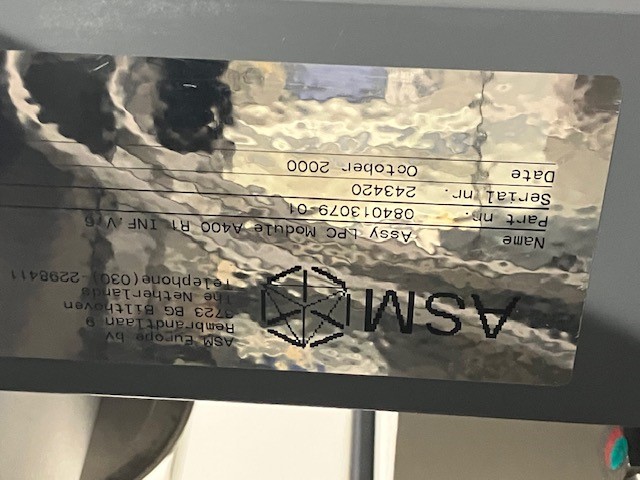 ASM
ASM Europe bv
Rembrandtlaan 9
3723 BG Bilthoven
The Netherlands
Telephone(030)-2298411
Name Assy LPC Module A400 R1 INF.V.6
Part nr. 084013079-01
Serial nr. 243420
Date October 2000